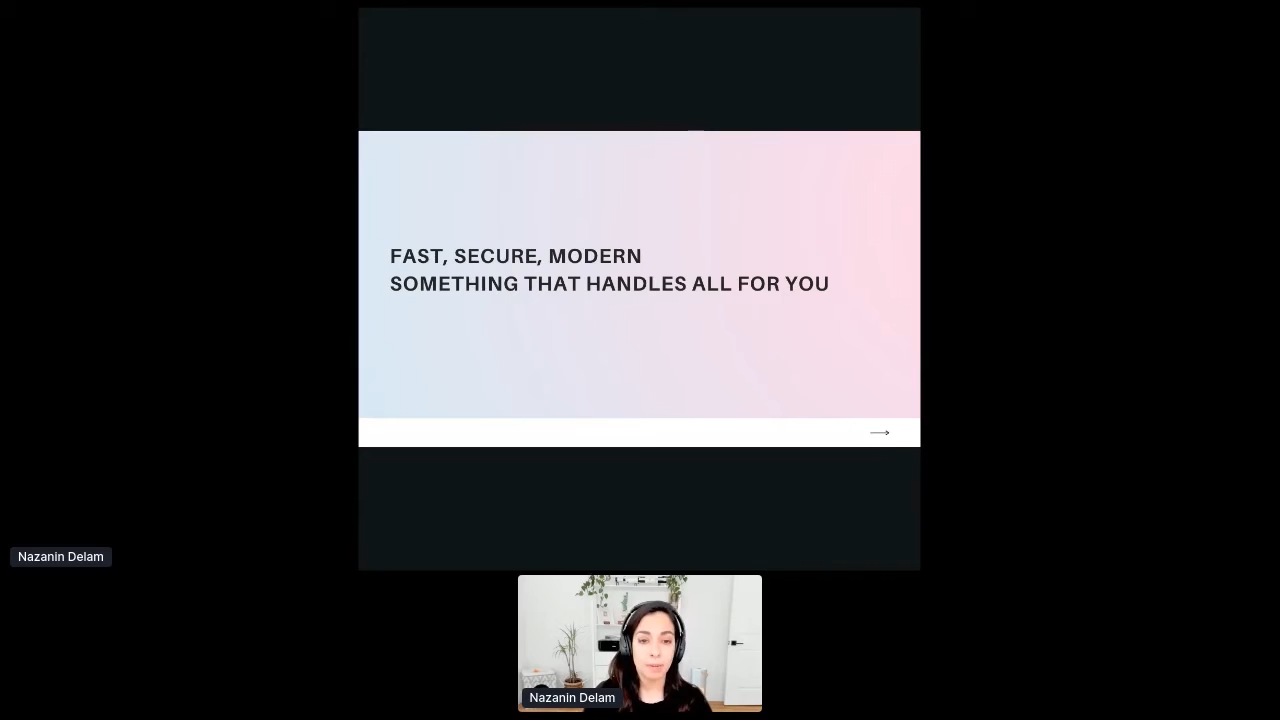 FAST, SECURE, MODERN
SOMETHING THAT HANDLES ALL FOR YOU
Nazanin Delam
Nazanin Delam